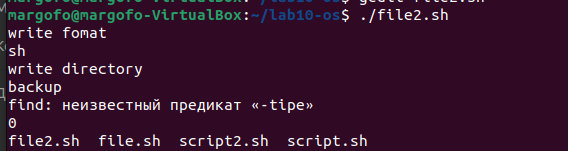 margofo@margofo-VirtualBox:~/lab10-os$ ./file2.sh
write fomat
sh
write directory
backup
find: неизвестный предикат «-tipe»
0
file2.sh file.sh script2.sh script.sh